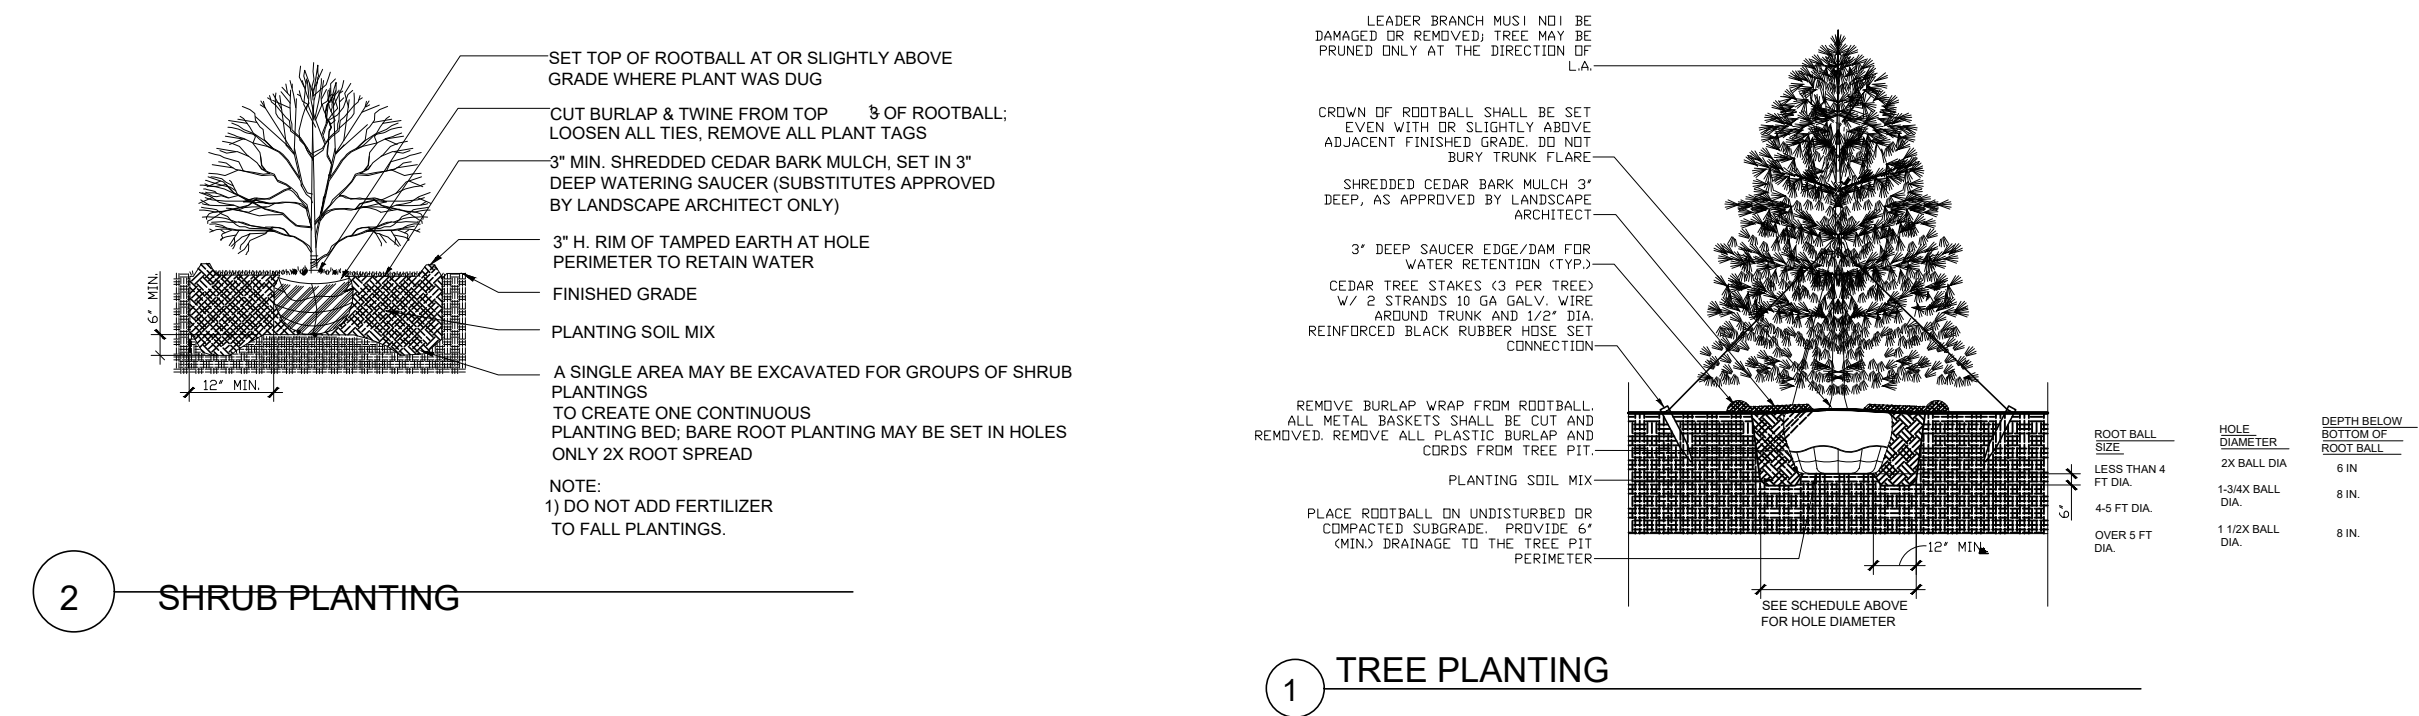 SET TOP OF ROOTBALL AT OR SLIGHTLY ABOVE
GRADE WHERE PLANT WAS DUG
CUT BURLAP & TWINE FROM TOP OF ROOTBALL;
LOOSEN ALL TIES, REMOVE ALL PLANT TAGS
3" MIN. SHREDDED CEDAR BARK MULCH, SET IN 3"
DEEP WATERING SAUCER (SUBSTITUTES APPROVED
BY LANDSCAPE ARCHITECT ONLY)
3" H. RIM OF TAMPED EARTH AT HOLE
PERIMETER TO RETAIN WATER
FINISHED GRADE
PLANTING SOIL MIX
A SINGLE AREA MAY BE EXCAVATED FOR GROUPS OF SHRUB
PLANTINGS
TO CREATE ONE CONTINUOUS
PLANTING BED; BARE ROOT PLANTING MAY BE SET IN HOLES
ONLY 2X ROOT SPREAD
NOTE:
1) DO NOT ADD FERTILIZER
TO FALL PLANTINGS.
6" MIN.
12" MIN.
2
SHRUB PLANTING
LEADER BRANCH MUST NOT BE
DAMAGED OR REMOVED; TREE MAY BE
PRUNED ONLY AT THE DIRECTION OF
L.A.
CROWN OF ROOTBALL SHALL BE SET
EVEN WITH OR SLIGHTLY ABOVE
ADJACENT FINISHED GRADE. DO NOT
BURY TRUNK FLARE
SHREDDED CEDAR BARK MULCH 3"
DEEP, AS APPROVED BY LANDSCAPE
ARCHITECT
3" DEEP SAUCER EDGE/DAM FOR
WATER RETENTION (TYP.)
CEDAR TREE STAKES (3 PER TREE)
W/ 2 STRANDS 10 GA GALV. WIRE
AROUND TRUNK AND 1/2" DIA.
REINFORCED BLACK RUBBER HOSE SET
CONNECTION
REMOVE BURLAP WRAP FROM ROOTBALL.
ALL METAL BASKETS SHALL BE CUT AND
REMOVED. REMOVE ALL PLASTIC BURLAP AND
CORDS FROM TREE PIT.
PLANTING SOIL MIX
PLACE ROOTBALL ON UNDISTURBED OR
COMPACTED SUBGRADE. PROVIDE 6"
(MIN.) DRAINAGE TO THE TREE PIT
PERIMETER
6"
12" MIN.
SEE SCHEDULE ABOVE
FOR HOLE DIAMETER
ROOT BALL
SIZE
HOLE
DIAMETER
DEPTH BELOW
BOTTOM OF
ROOT BALL
LESS THAN 4
FT DIA.
2X BALL DIA
6 IN
4-5 FT DIA.
1-3/4X BALL
DIA.
8 IN.
OVER 5 FT
DIA.
1 1/2X BALL
DIA.
8 IN.
1
TREE PLANTING